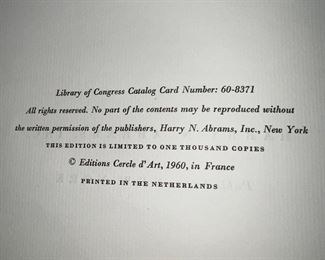 Library of Congress Catalog Card Number: 60-8371
All rights reserved. No part of the contents may be reproduced without
the written permission of the publishers, Harry N. Abrams, Inc., New York
THIS EDITION IS LIMITED TO ONE THOUSAND COPIES
© Editions Cercle d'Art, 1960, in France
PRINTED IN THE NETHERLANDS